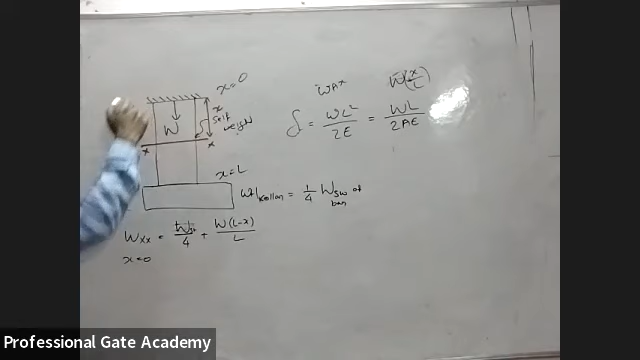 x=0
x
self
weight
W
x x
x=L
wt|collar = 1/4 Wsw of bar
Wxx = Wsw/4 + W(L-x)/L
x=0
wAx W(x/L)
δ = wL²/2E = WL/2AE
Professional Gate Academy